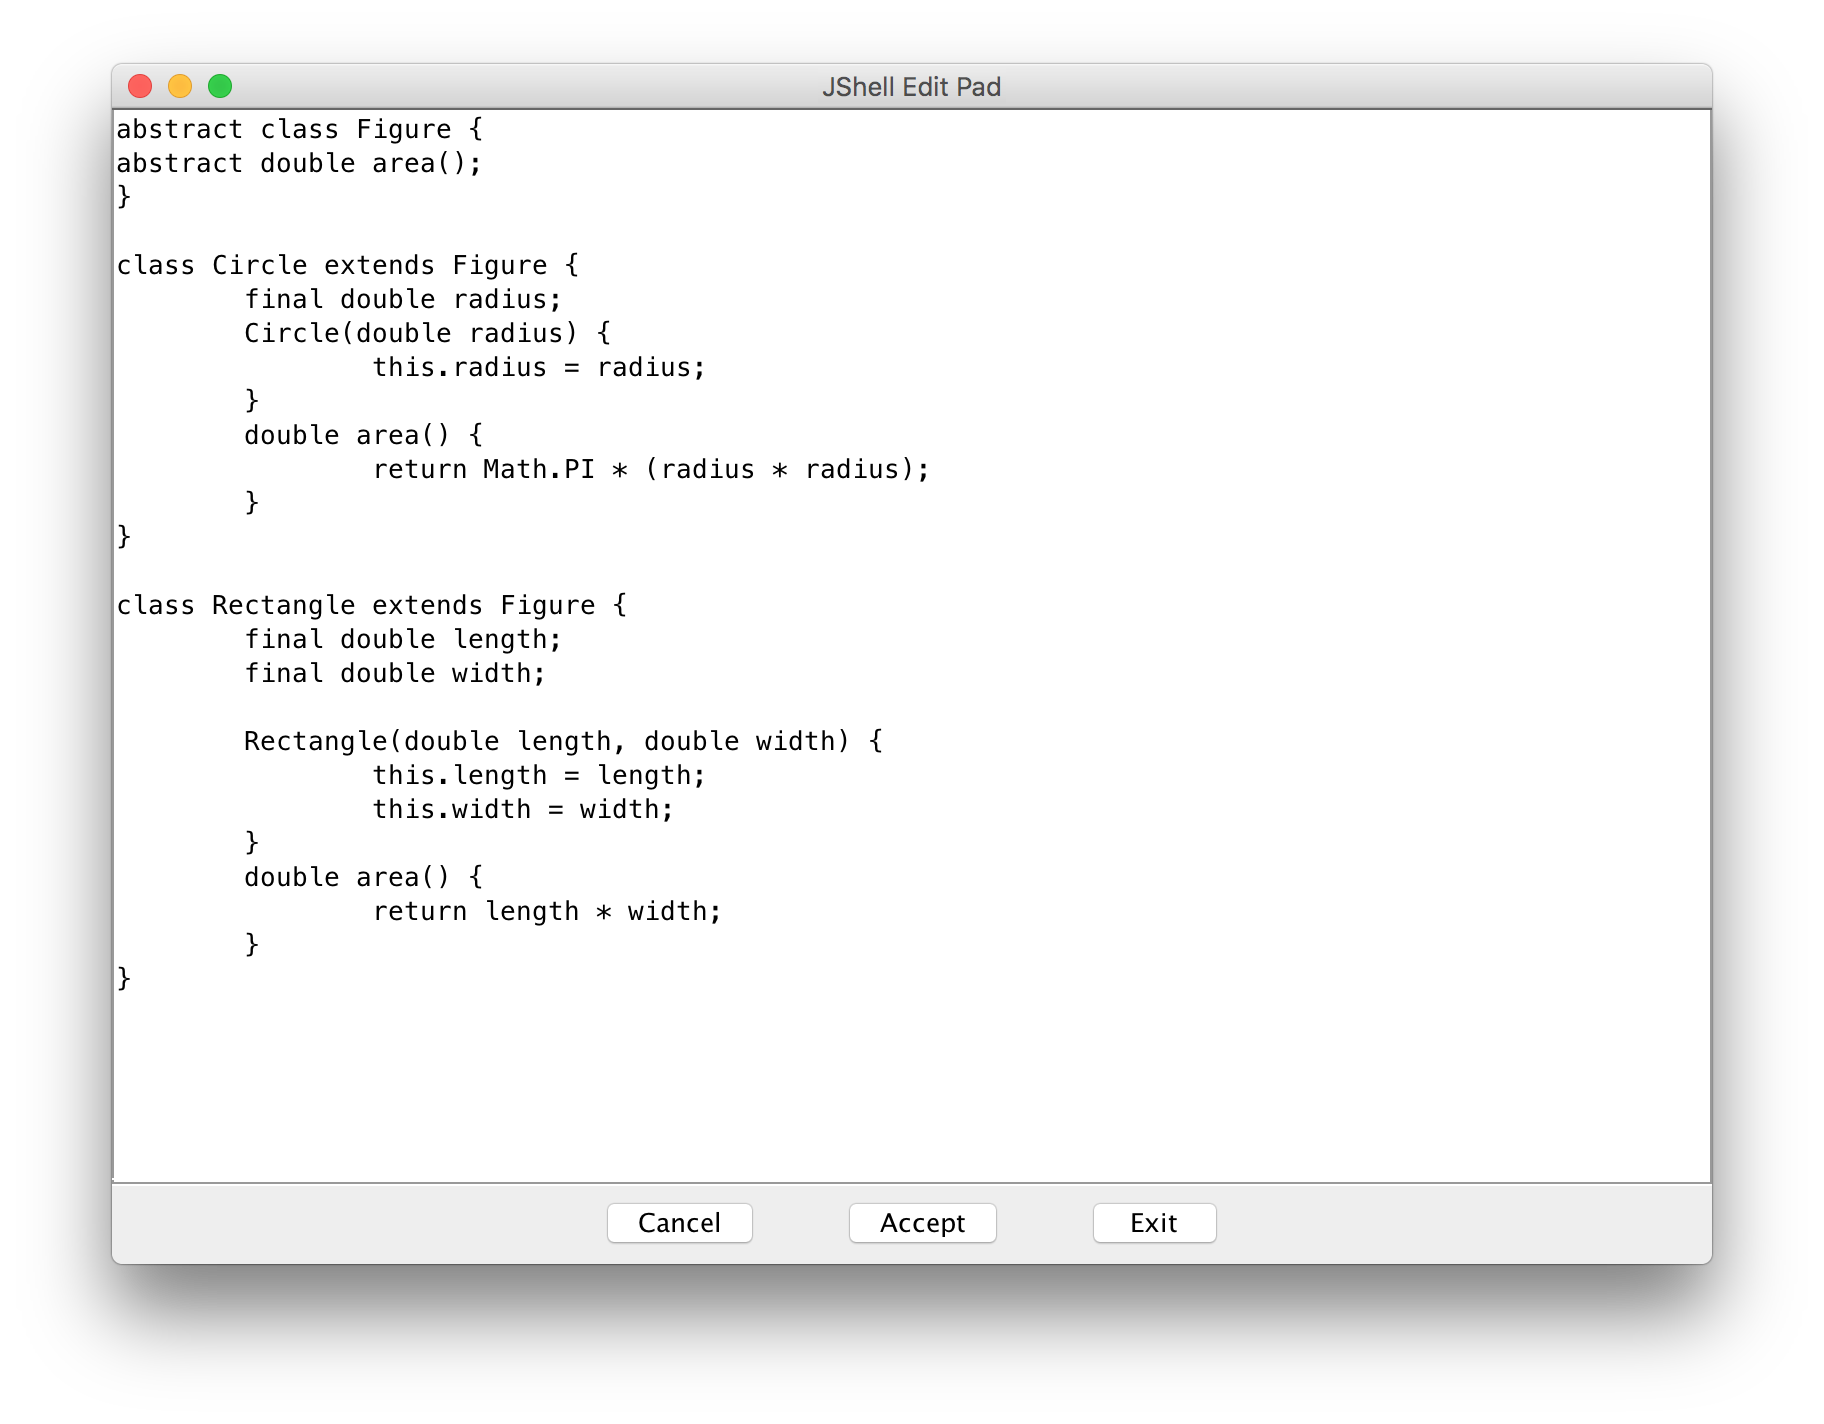 JShell Edit Pad
abstract class Figure {
abstract double area();
}

class Circle extends Figure {
        final double radius;
        Circle(double radius) {
                this.radius = radius;
        }
        double area() {
                return Math.PI * (radius * radius);
        }
}

class Rectangle extends Figure {
        final double length;
        final double width;

        Rectangle(double length, double width) {
                this.length = length;
                this.width = width;
        }
        double area() {
                return length * width;
        }
}
Cancel
Accept
Exit